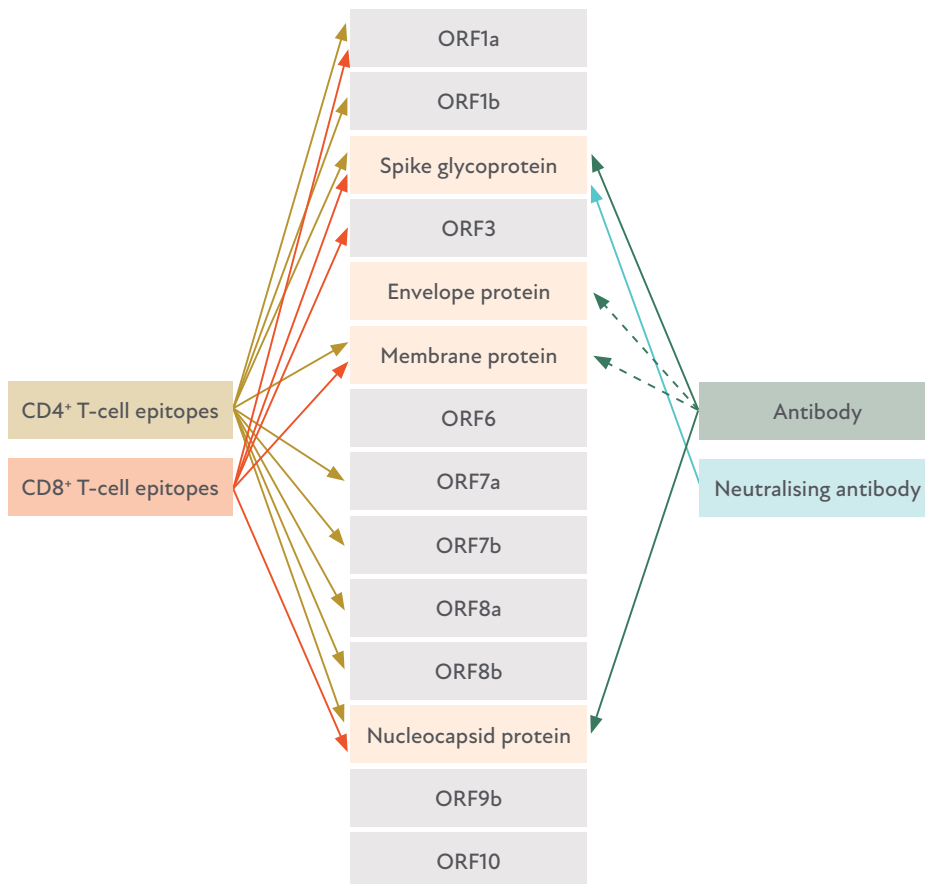 ORF1a
ORF1b
Spike glycoprotein
ORF3
Envelope protein
Membrane protein
CD4⁺ T-cell epitopes
Antibody
ORF6
CD8⁺ T-cell epitopes
ORF7a
Neutralising antibody
ORF7b
ORF8a
ORF8b
Nucleocapsid protein
ORF9b
ORF10